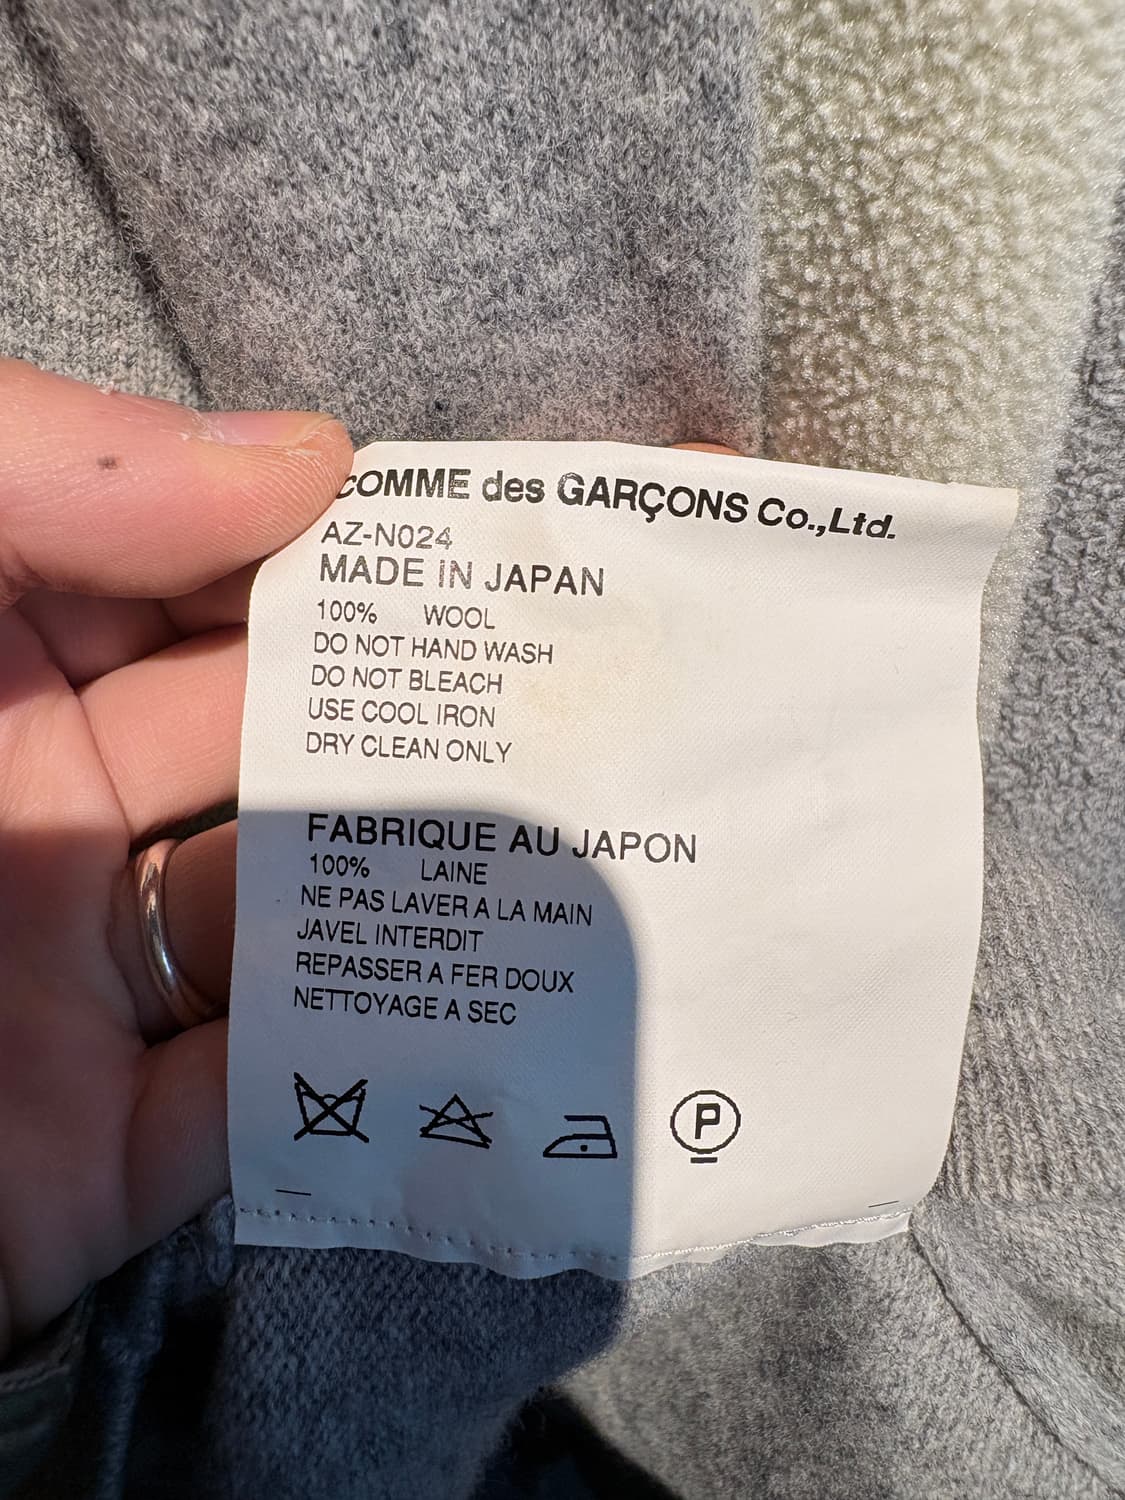 COMME des GARÇONS Co.,Ltd.
AZ-N024
MADE IN JAPAN
100% WOOL
DO NOT HAND WASH
DO NOT BLEACH
USE COOL IRON
DRY CLEAN ONLY
FABRIQUE AU JAPON
100% LAINE
NE PAS LAVER A LA MAIN
JAVEL INTERDIT
REPASSER A FER DOUX
NETTOYAGE A SEC
P